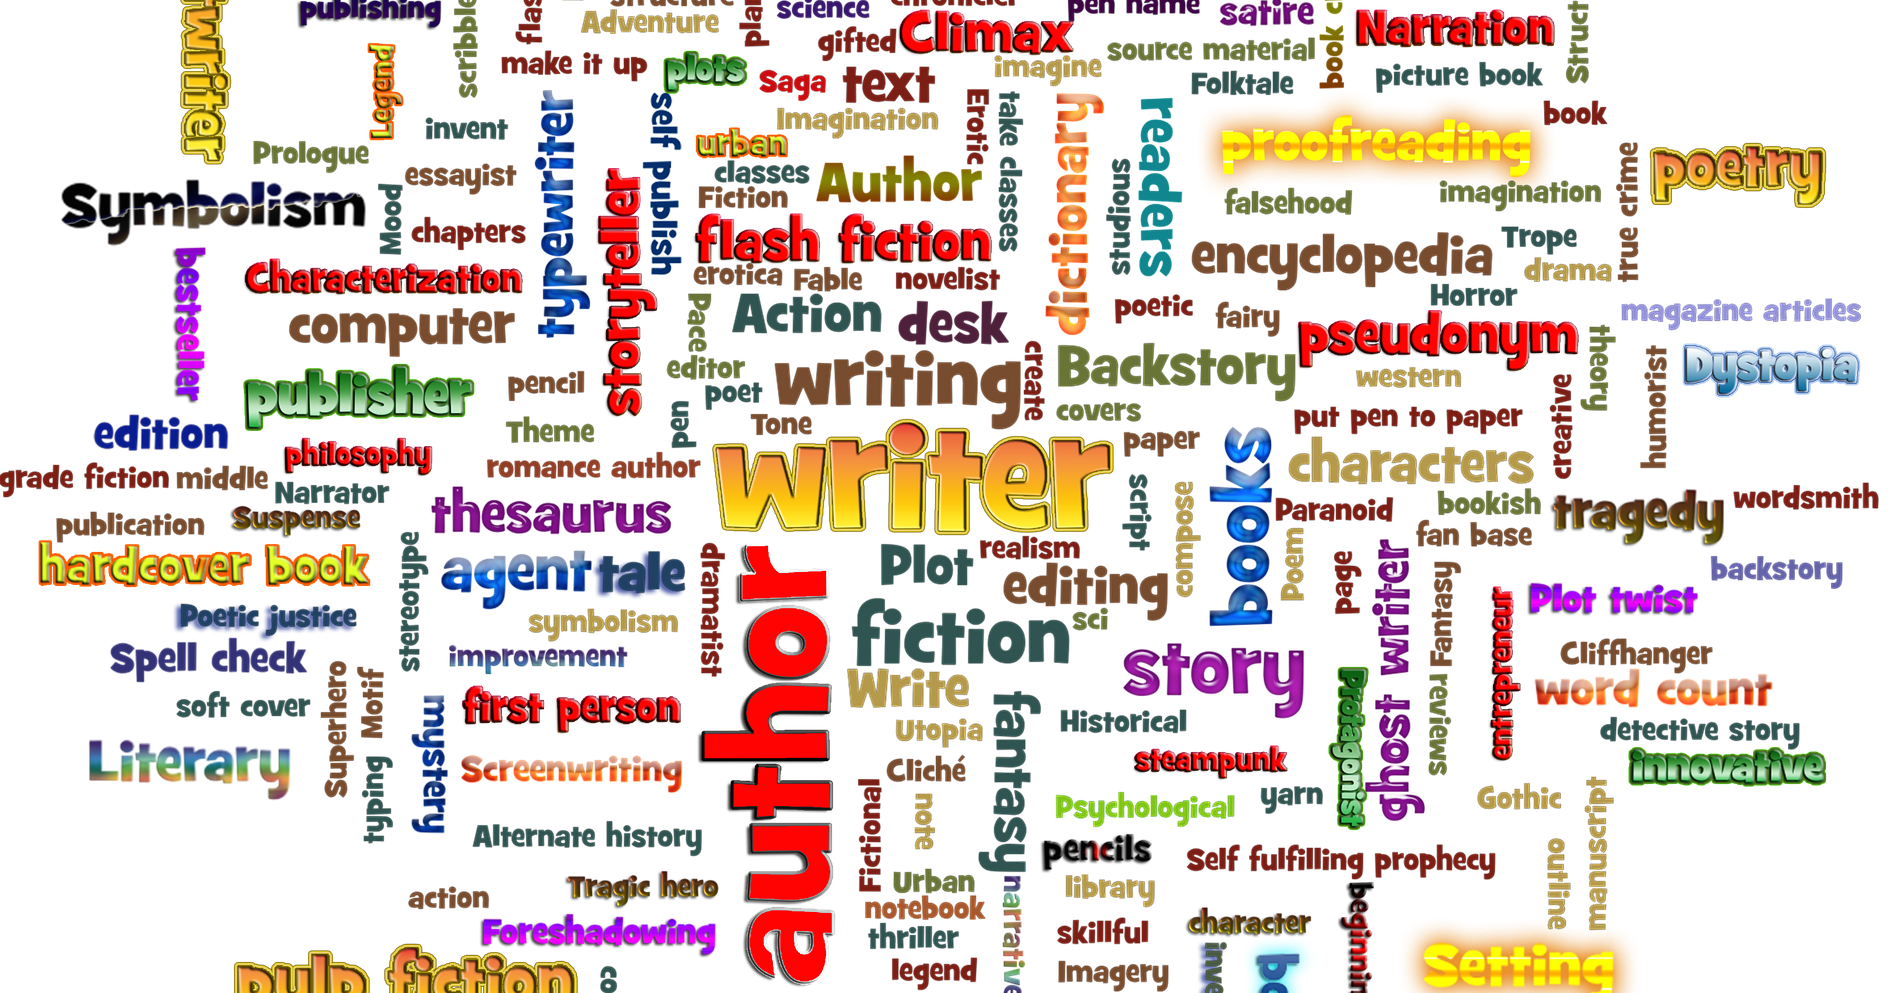 publishing
science
pen name
satire
Adventure
gifted
Climax
source material
Narration
Legend
scribble
make it up
plots
Saga
text
imagine
Folktale
picture book
invent
typewriter
self publish
Imagination
Erotic
take classes
dictionary
readers
proofreading
book
Prologue
urban
essayist
classes
Author
studious
true crime
poetry
Symbolism
Mood
Fiction
falsehood
imagination
chapters
storyteller
flash fiction
encyclopedia
Trope
bestseller
Characterization
erotica
Fable
novelist
drama
computer
Pace
Action
desk
poetic
fairy
Horror
magazine articles
pseudonym
theory
publisher
pencil
editor
poet
writing
create
Backstory
western
creative
humorist
Dystopia
edition
Theme
pen
Tone
covers
put pen to paper
philosophy
writer
paper
books
characters
grade fiction
middle
romance author
Narrator
script
compose
Paranoid
bookish
tragedy
wordsmith
publication
Suspense
thesaurus
fan base
hardcover book
stereotype
agent
tale
dramatist
author
Plot
realism
editing
Poem
page
ghost writer
Fantasy
backstory
Poetic justice
symbolism
fiction
sci
entrepreneur
Plot twist
Spell check
improvement
story
Cliffhanger
soft cover
Superhero
Motif
mystery
first person
Write
fantasy
Historical
Protagonist
reviews
word count
Utopia
detective story
Literary
typing
Screenwriting
Cliché
steampunk
innovative
Fictional
note
Psychological
yarn
Gothic
manuscript
Alternate history
pencils
Self fulfilling prophecy
outline
action
Tragic hero
Urban
narrative
library
notebook
character
Foreshadowing
thriller
skillful
legend
Imagery
Setting
pulp fiction